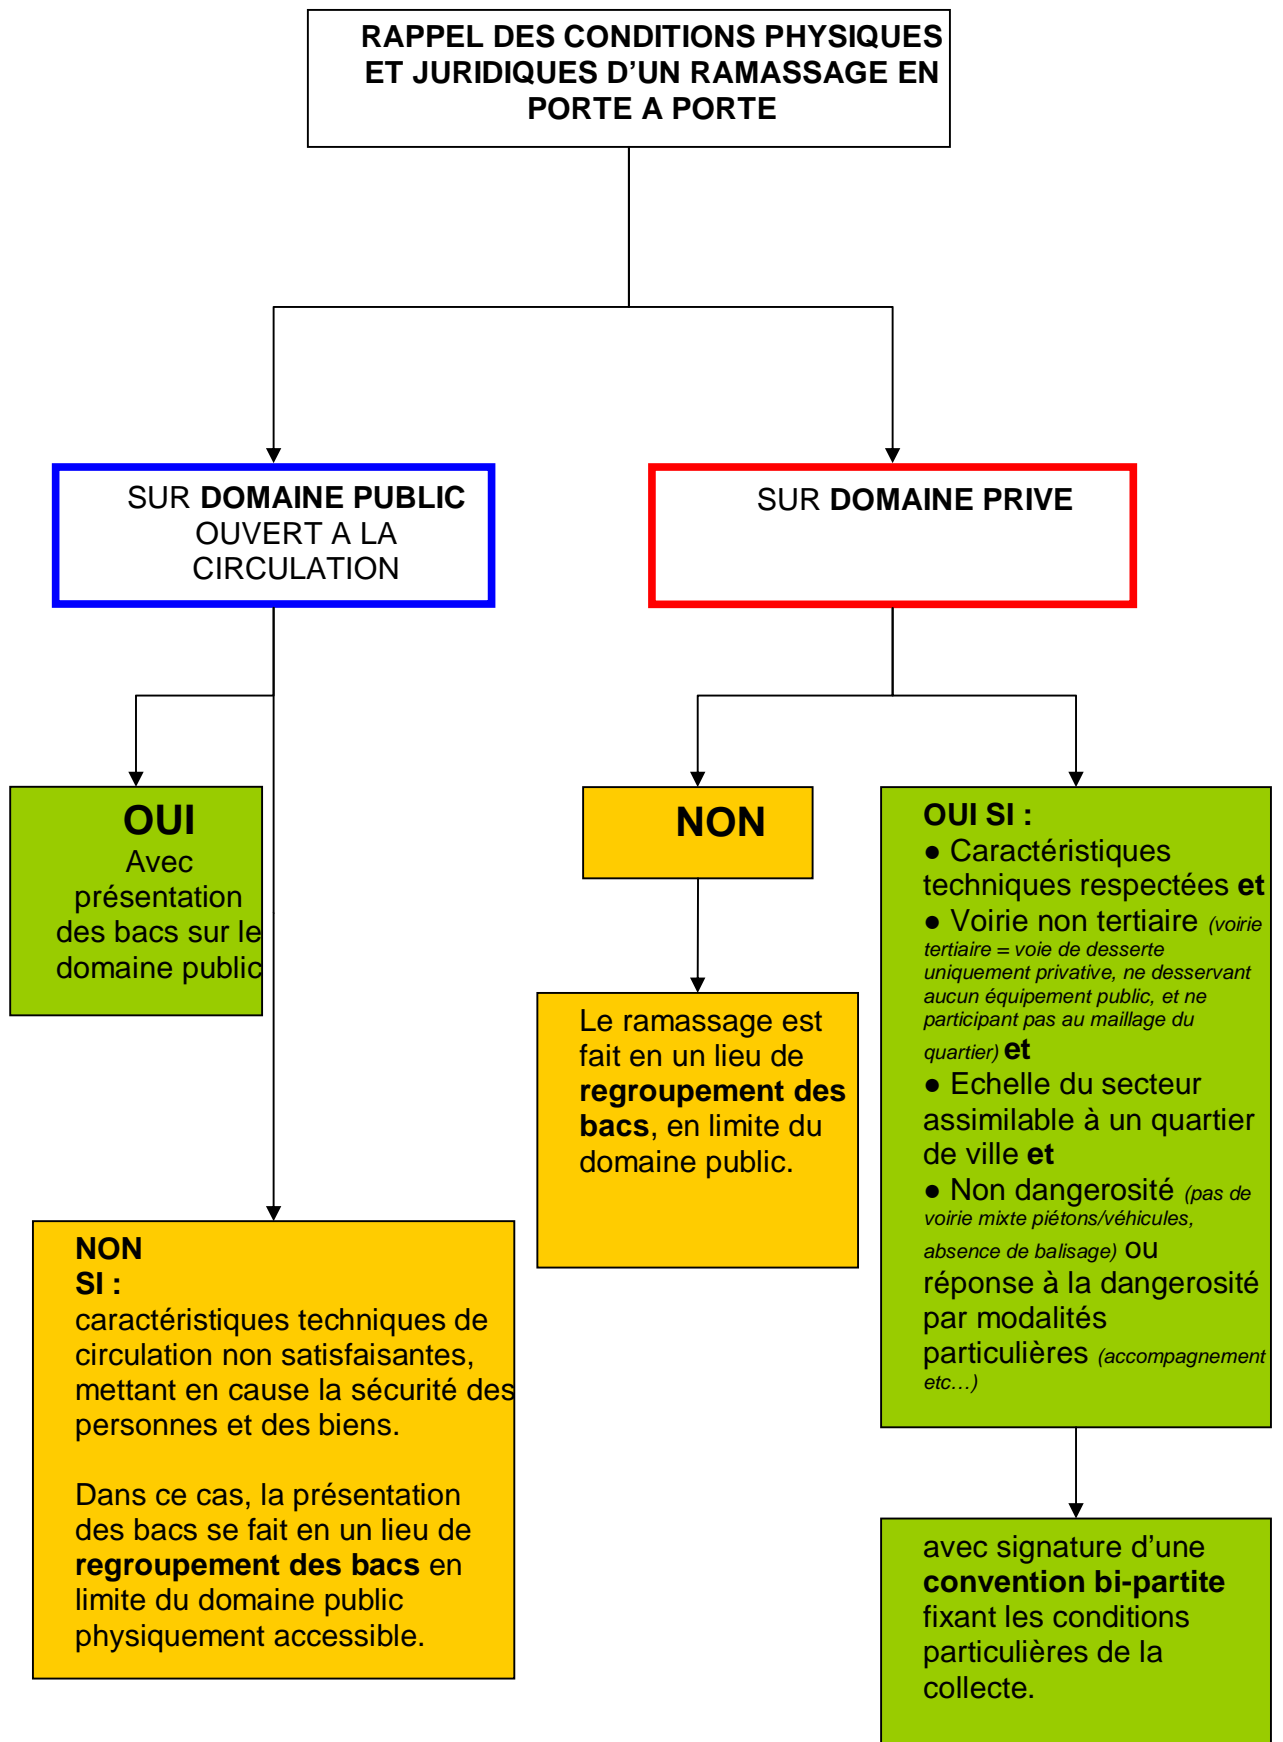 RAPPEL DES CONDITIONS PHYSIQUES
ET JURIDIQUES D’UN RAMASSAGE EN
PORTE A PORTE
SUR DOMAINE PUBLIC
OUVERT A LA
CIRCULATION
SUR DOMAINE PRIVE
OUI
Avec
présentation
des bacs sur le
domaine public
NON
SI :
caractéristiques techniques de
circulation non satisfaisantes,
mettant en cause la sécurité des
personnes et des biens.
Dans ce cas, la présentation
des bacs se fait en un lieu de
regroupement des bacs en
limite du domaine public
physiquement accessible.
NON
Le ramassage est
fait en un lieu de
regroupement des
bacs, en limite du
domaine public.
OUI SI :
● Caractéristiques
techniques respectées et
● Voirie non tertiaire (voirie
tertiaire = voie de desserte
uniquement privative, ne desservant
aucun équipement public, et ne
participant pas au maillage du
quartier) et
● Echelle du secteur
assimilable à un quartier
de ville et
● Non dangerosité (pas de
voirie mixte piétons/véhicules,
absence de balisage) ou
réponse à la dangerosité
par modalités
particulières (accompagnement
etc…)
avec signature d’une
convention bi-partite
fixant les conditions
particulières de la
collecte.